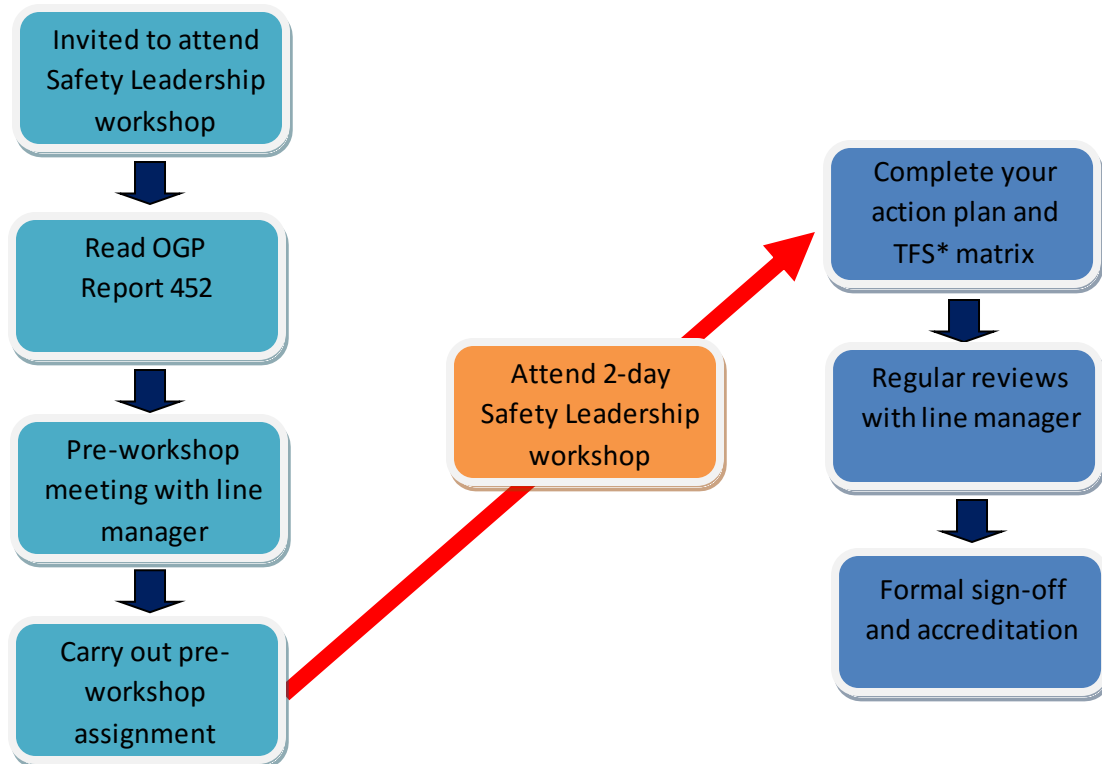 Invited to attend
Safety Leadership
workshop
Read OGP
Report 452
Pre-workshop
meeting with line
manager
Carry out pre-
workshop
assignment
Attend 2-day
Safety Leadership
workshop
Complete your
action plan and
TFS* matrix
Regular reviews
with line manager
Formal sign-off
and accreditation